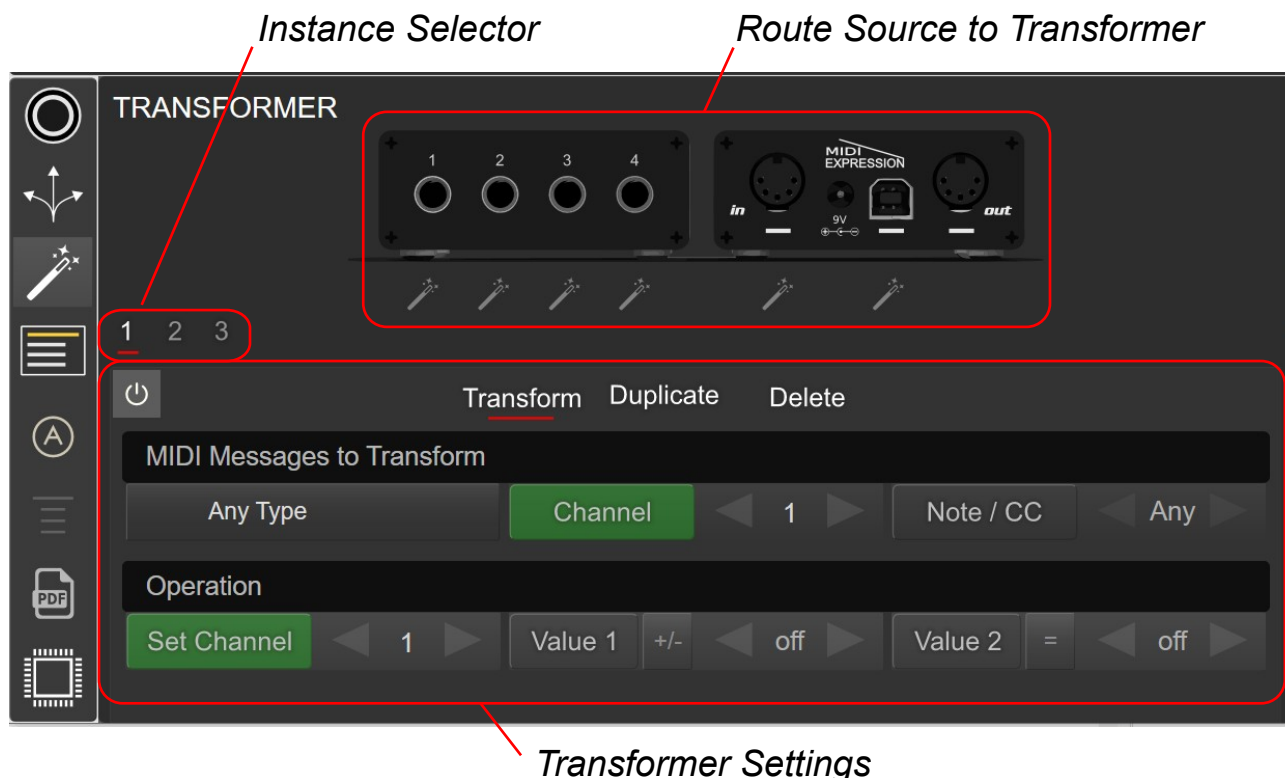 Instance Selector Route Source to Transformer
TRANSFORMER
1 2 3 4
MIDI
EXPRESSION
in out
9V
1 2 3
Transform Duplicate Delete
MIDI Messages to Transform
A
Any Type Channel 1 Note / CC Any
Operation
PDF
Set Channel 1 Value 1 +/- off Value 2 = off
Transformer Settings